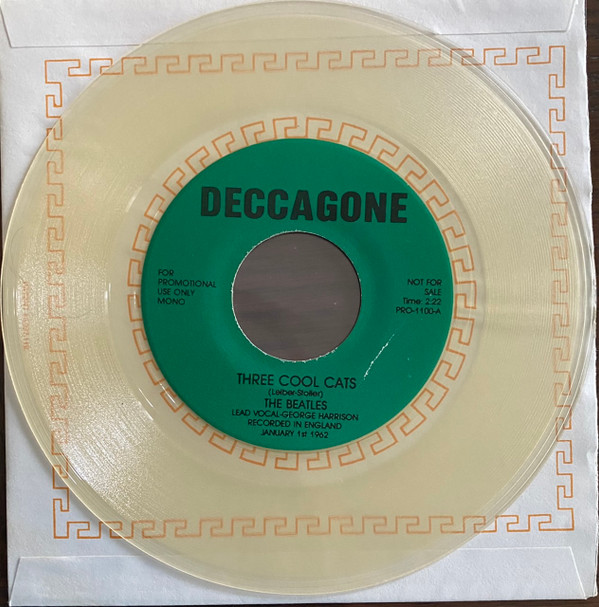 DECCAGONE
FOR
PROMOTIONAL
USE ONLY
MONO
NOT FOR
SALE
Time: 2:22
PRO-1100-A
THREE COOL CATS
(Leiber-Stoller)
THE BEATLES
LEAD VOCAL-GEORGE HARRISON
RECORDED IN ENGLAND
JANUARY 1st 1962